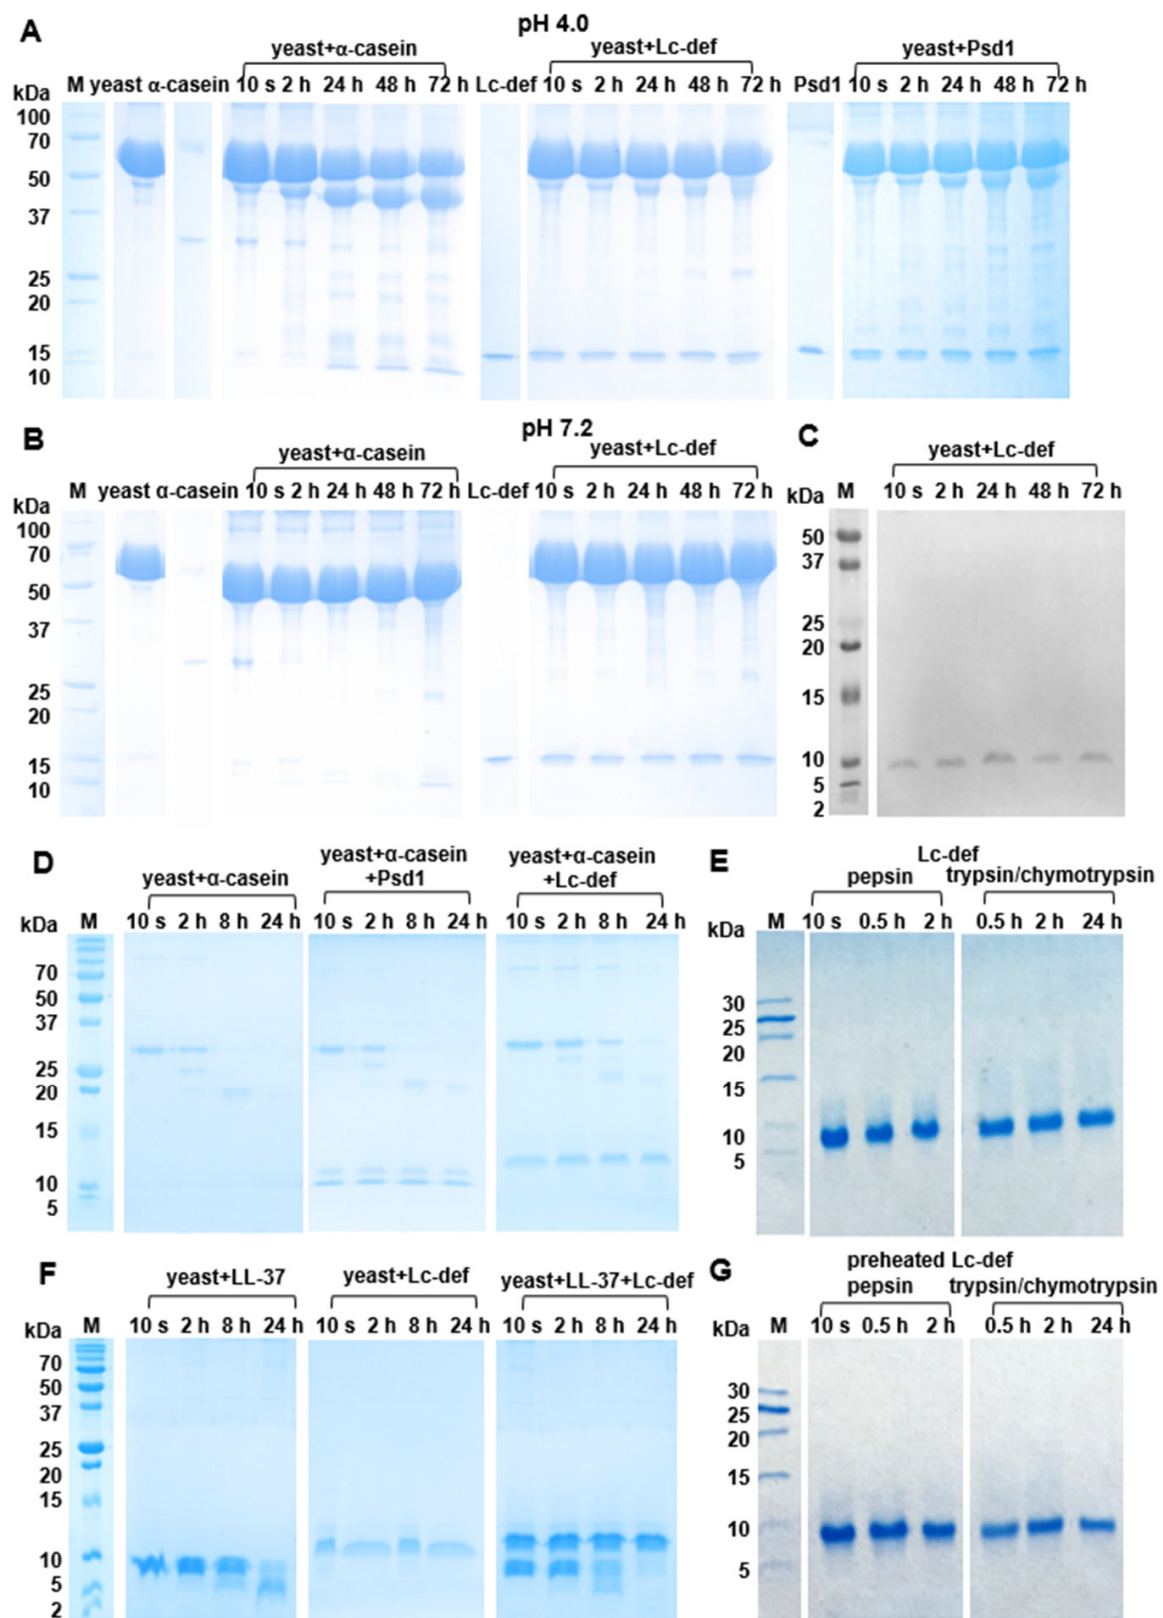 A
pH 4.0
yeast+α-casein
yeast+Lc-def
yeast+Psd1
M yeast α-casein 10 s 2 h 24 h 48 h 72 h Lc-def 10 s 2 h 24 h 48 h 72 h Psd1 10 s 2 h 24 h 48 h 72 h
kDa
100
70
50
37
25
20
15
10
B
pH 7.2
yeast+α-casein
yeast+Lc-def
M yeast α-casein 10 s 2 h 24 h 48 h 72 h Lc-def 10 s 2 h 24 h 48 h 72 h
kDa
100
70
50
37
25
20
15
10
C
yeast+Lc-def
kDa M 10 s 2 h 24 h 48 h 72 h
50
37
25
20
15
10
5
2
D
yeast+α-casein
yeast+α-casein
+Psd1
yeast+α-casein
+Lc-def
M 10 s 2 h 8 h 24 h 10 s 2 h 8 h 24 h 10 s 2 h 8 h 24 h
kDa
70
50
37
25
20
15
10
5
E
Lc-def
pepsin trypsin/chymotrypsin
M 10 s 0.5 h 2 h 0.5 h 2 h 24 h
kDa
30
25
20
15
10
5
F
yeast+LL-37
yeast+Lc-def
yeast+LL-37+Lc-def
kDa M 10 s 2 h 8 h 24 h 10 s 2 h 8 h 24 h 10 s 2 h 8 h 24 h
70
50
37
25
20
15
10
5
2
G
preheated Lc-def
pepsin trypsin/chymotrypsin
kDa M 10 s 0.5 h 2 h 0.5 h 2 h 24 h
30
25
20
15
10
5